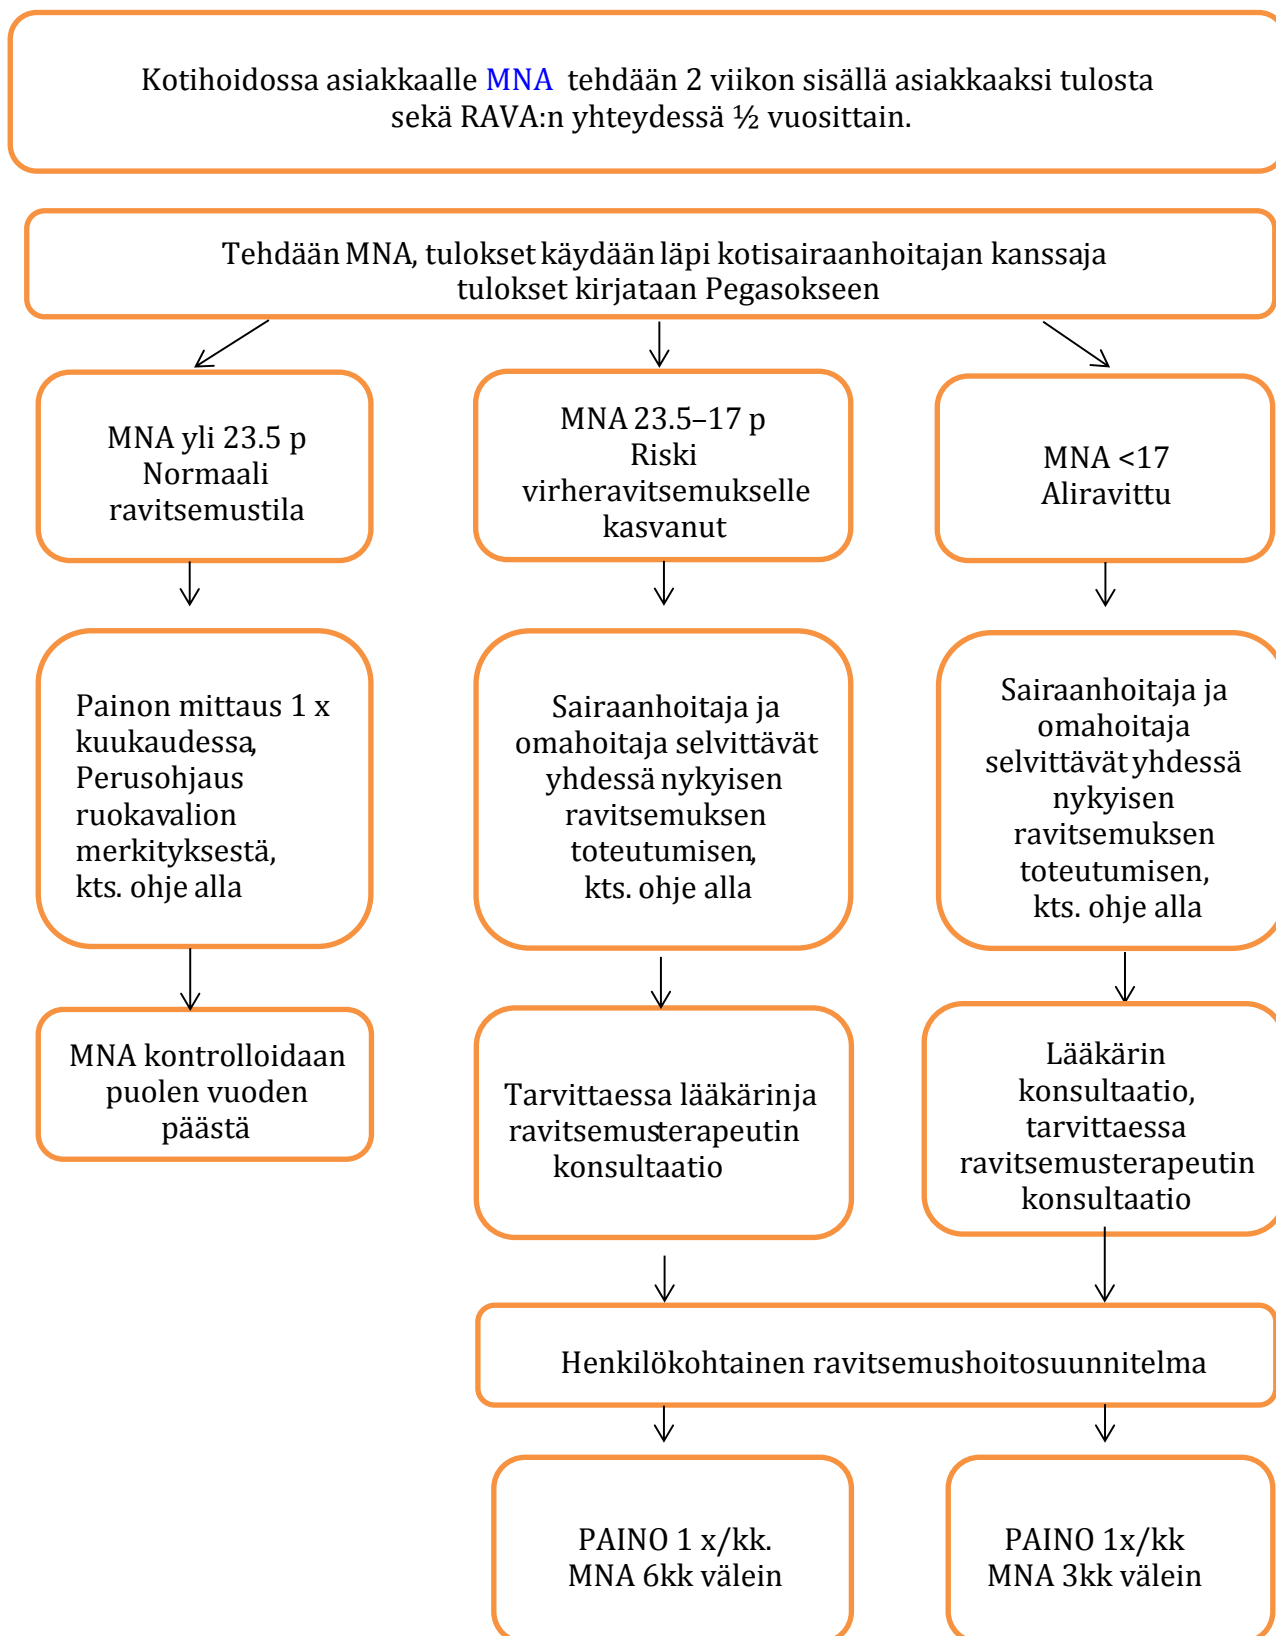 Kotihoidossa asiakkaalle MNA tehdään 2 viikon sisällä asiakkaaksi tulosta
sekä RAVA:n yhteydessä ½ vuosittain.
Tehdään MNA, tulokset käydään läpi kotisairaanhoitajan kanssaja
tulokset kirjataan Pegasokseen
MNA yli 23.5 p
Normaali
ravitsemustila
MNA 23.5–17 p
Riski
virheravitsemukselle
kasvanut
MNA <17
Aliravittu
Painon mittaus 1 x
kuukaudessa,
Perusohjaus
ruokavalion
merkityksestä,
kts. ohje alla
Sairaanhoitaja ja
omahoitaja selvittävät
yhdessä nykyisen
ravitsemuksen
toteutumisen,
kts. ohje alla
Sairaanhoitaja ja
omahoitaja
selvittävät yhdessä
nykyisen
ravitsemuksen
toteutumisen,
kts. ohje alla
MNA kontrolloidaan
puolen vuoden
päästä
Tarvittaessa lääkärinja
ravitsemusterapeutin
konsultaatio
Lääkärin
konsultaatio,
tarvittaessa
ravitsemusterapeutin
konsultaatio
Henkilökohtainen ravitsemushoitosuunnitelma
PAINO 1 x/kk.
MNA 6kk välein
PAINO 1x/kk
MNA 3kk välein